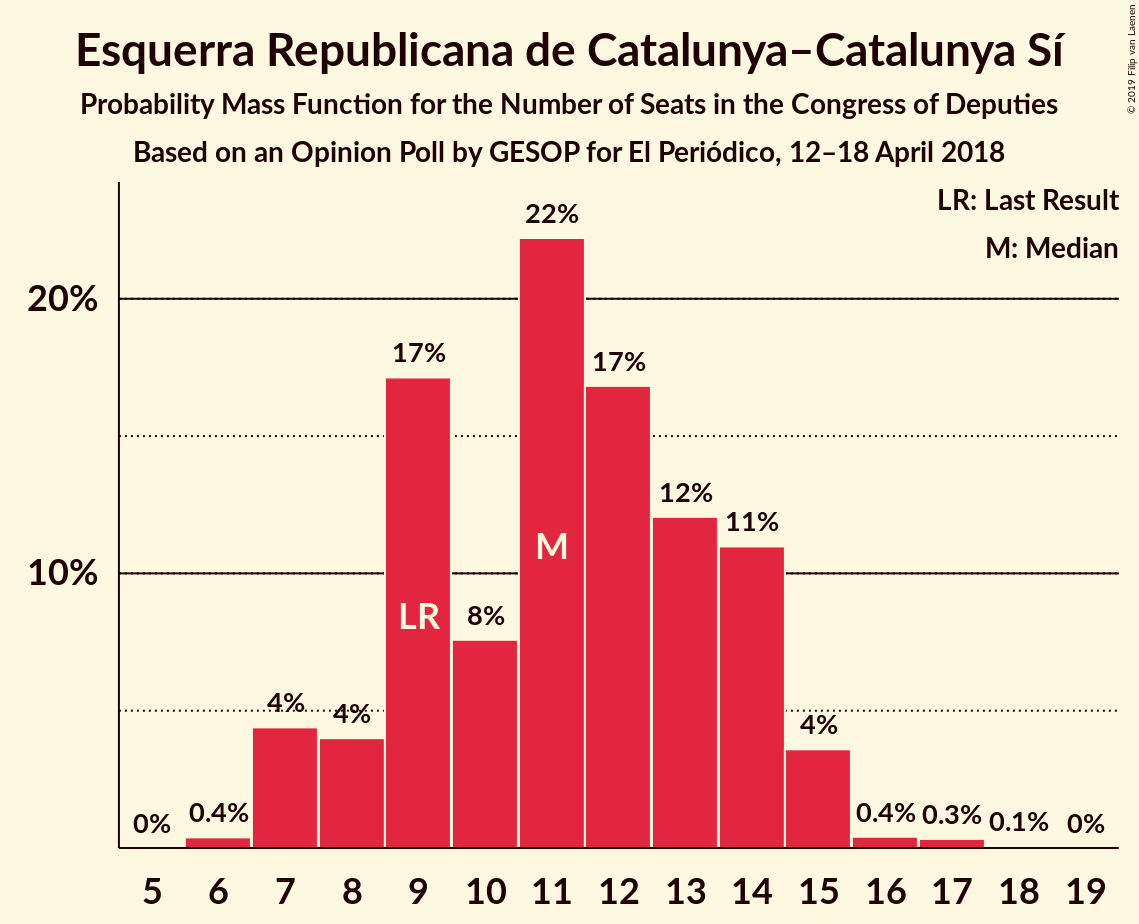 Esquerra Republicana de Catalunya–Catalunya Sí
Probability Mass Function for the Number of Seats in the Congress of Deputies
Based on an Opinion Poll by GESOP for El Periódico, 12–18 April 2018
© 2019 Filip van Laenen
LR: Last Result
M: Median
20%
10%
0% 0.4% 4% 4% 17% 8% 22% 17% 12% 11% 4% 0.4% 0.3% 0.1% 0%
LR
M
5 6 7 8 9 10 11 12 13 14 15 16 17 18 19